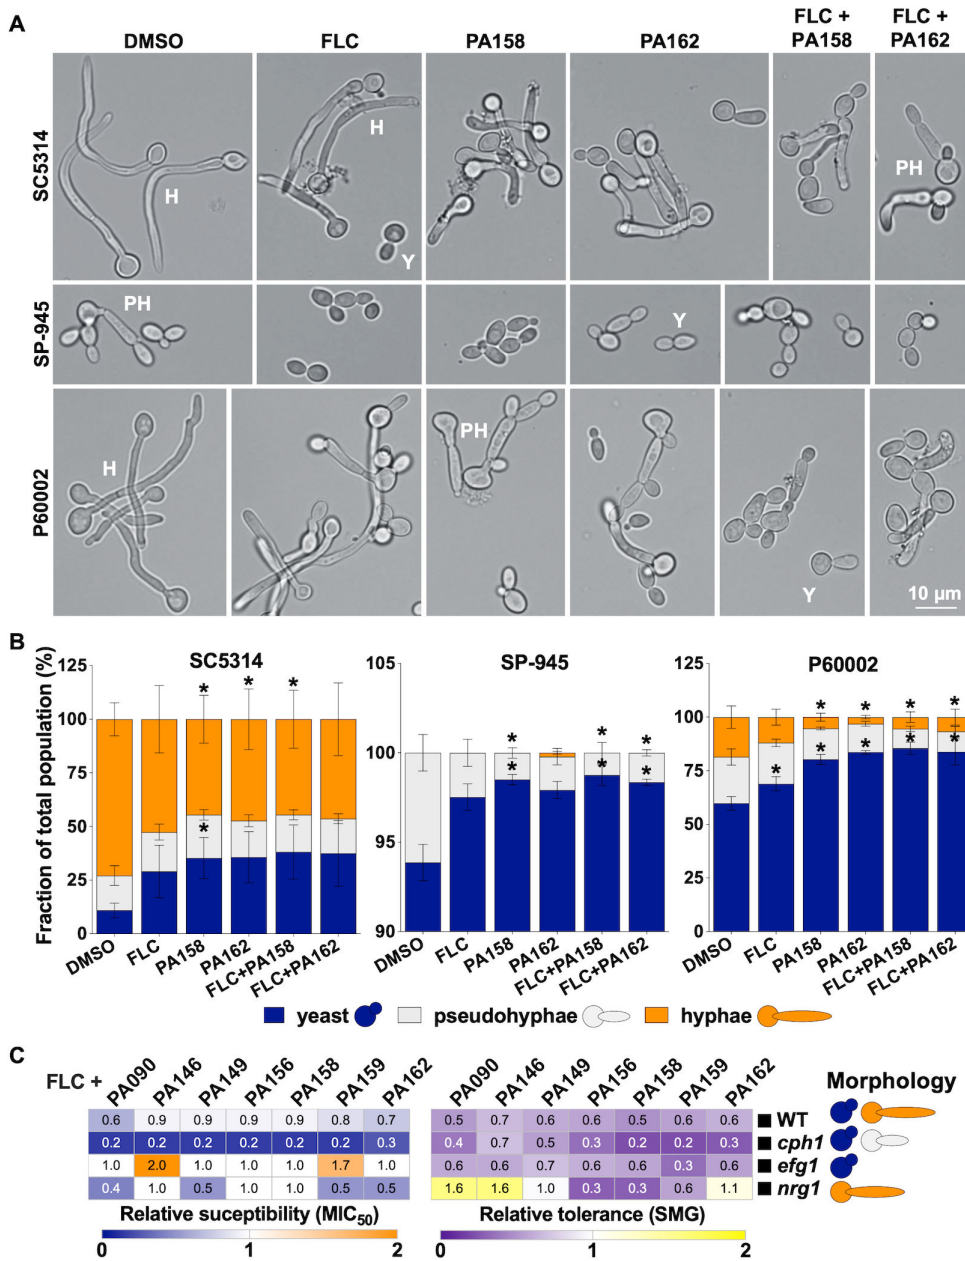 A
DMSO
FLC
PA158
PA162
FLC +
PA158
FLC +
PA162
SC5314
H
H
Y
PH
SP-945
PH
Y
P60002
H
PH
Y
10 µm
B
Fraction of total population (%)
SC5314
125
100
75
50
25
0
* * *
*
DMSO
FLC
PA158
PA162
FLC+PA158
FLC+PA162
SP-945
105
100
95
90
* * *
* *
DMSO
FLC
PA158
PA162
FLC+PA158
FLC+PA162
P60002
125
100
75
50
25
0
* * * *
* * * * *
DMSO
FLC
PA158
PA162
FLC+PA158
FLC+PA162
yeast pseudohyphae hyphae
C
FLC + PA090 PA146 PA149 PA156 PA158 PA159 PA162
0.6 0.9 0.9 0.9 0.9 0.8 0.7
0.2 0.2 0.2 0.2 0.2 0.2 0.3
1.0 2.0 1.0 1.0 1.0 1.7 1.0
0.4 1.0 0.5 1.0 1.0 0.5 0.5
Relative suceptibility (MIC50)
0 1 2
PA090 PA146 PA149 PA156 PA158 PA159 PA162
0.5 0.7 0.6 0.6 0.5 0.6 0.6
0.4 0.7 0.5 0.3 0.2 0.2 0.3
0.6 0.6 0.7 0.6 0.6 0.3 0.6
1.6 1.6 1.0 0.3 0.3 0.6 1.1
Relative tolerance (SMG)
0 1 2
Morphology
WT
cph1
efg1
nrg1